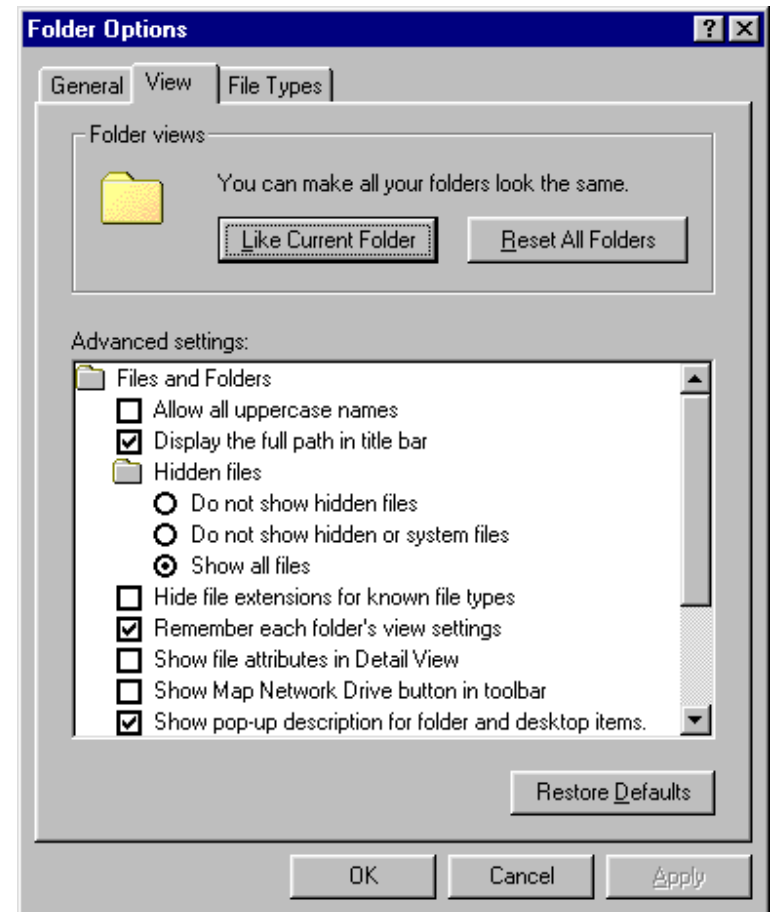 Folder Options
General View File Types
Folder views
You can make all your folders look the same.
Like Current Folder Reset All Folders
Advanced settings:
Files and Folders
Allow all uppercase names
Display the full path in title bar
Hidden files
Do not show hidden files
Do not show hidden or system files
Show all files
Hide file extensions for known file types
Remember each folder's view settings
Show file attributes in Detail View
Show Map Network Drive button in toolbar
Show pop-up description for folder and desktop items.
Restore Defaults
OK Cancel Apply